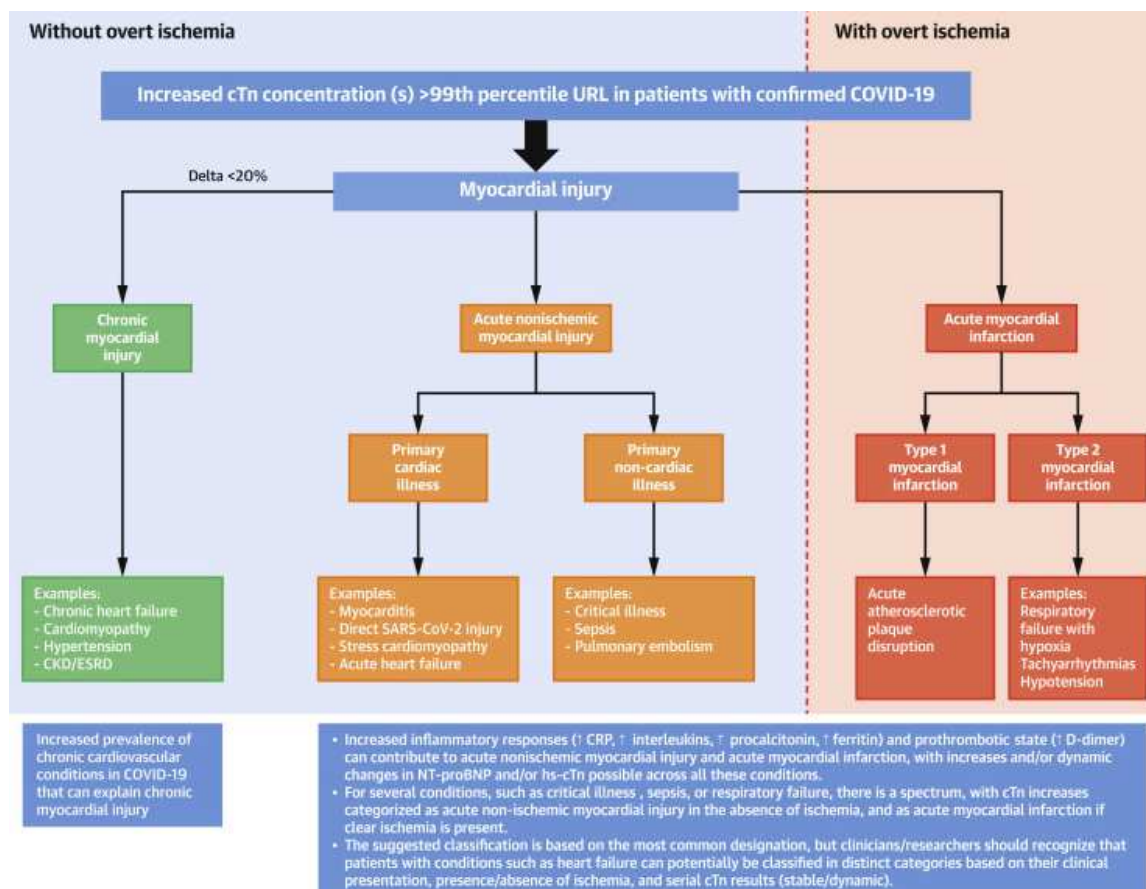 Without overt ischemia
With overt ischemia
Increased cTn concentration (s) >99th percentile URL in patients with confirmed COVID-19
Delta <20%
Myocardial injury
Chronic
myocardial
injury
Acute nonischemic
myocardial injury
Acute myocardial
infarction
Primary
cardiac
illness
Primary
non-cardiac
illness
Type 1
myocardial
infarction
Type 2
myocardial
infarction
Examples:
- Chronic heart failure
- Cardiomyopathy
- Hypertension
- CKD/ESRD
Examples:
- Myocarditis
- Direct SARS-CoV-2 injury
- Stress cardiomyopathy
- Acute heart failure
Examples:
- Critical illness
- Sepsis
- Pulmonary embolism
Acute
atherosclerotic
plaque
disruption
Examples:
Respiratory
failure with
hypoxia
Tachyarrhythmias
Hypotension
Increased prevalence of
chronic cardiovascular
conditions in COVID-19
that can explain chronic
myocardial injury
• Increased inflammatory responses (↑ CRP, ↑ interleukins, ↑ procalcitonin, ↑ ferritin) and prothrombotic state (↑ D-dimer)
can contribute to acute nonischemic myocardial injury and acute myocardial infarction, with increases and/or dynamic
changes in NT-proBNP and/or hs-cTn possible across all these conditions.
• For several conditions, such as critical illness , sepsis, or respiratory failure, there is a spectrum, with cTn increases
categorized as acute non-ischemic myocardial injury in the absence of ischemia, and as acute myocardial infarction if
clear ischemia is present.
• The suggested classification is based on the most common designation, but clinicians/researchers should recognize that
patients with conditions such as heart failure can potentially be classified in distinct categories based on their clinical
presentation, presence/absence of ischemia, and serial cTn results (stable/dynamic).